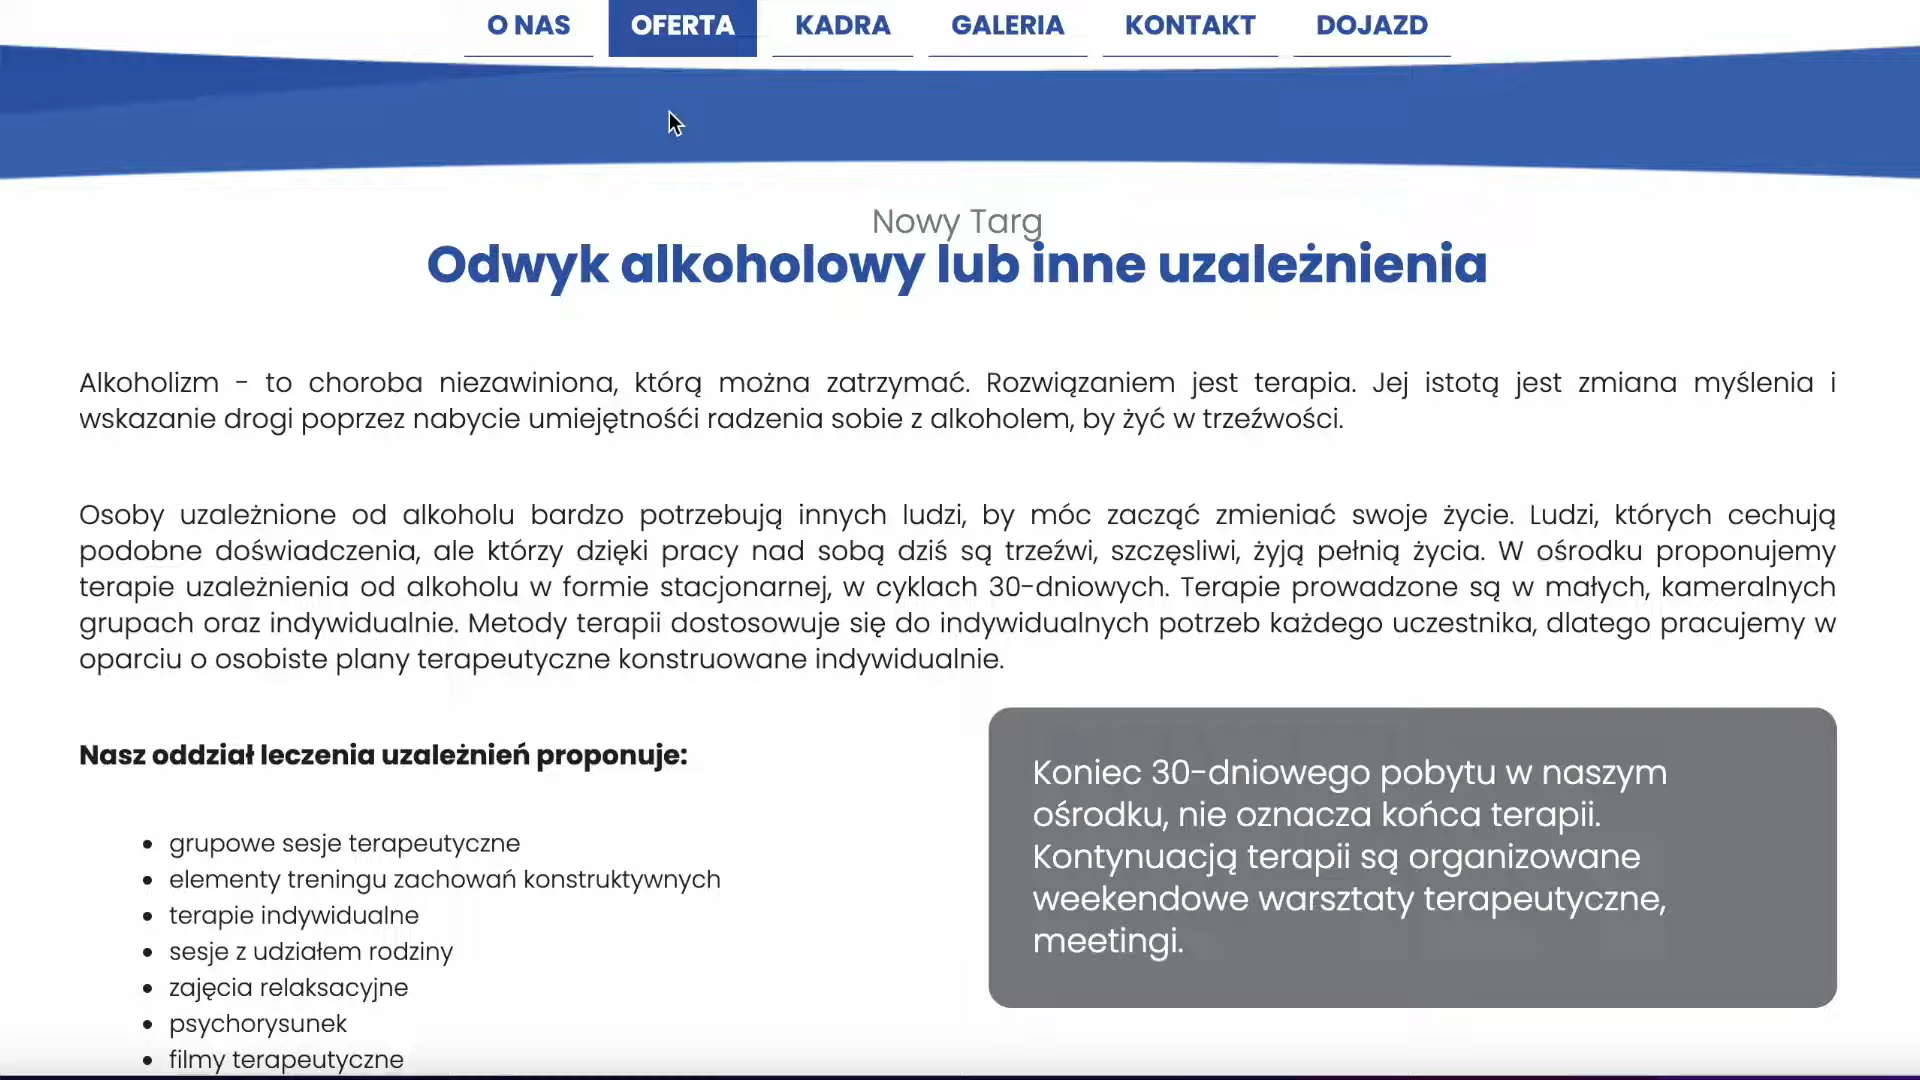 O NAS OFERTA KADRA GALERIA KONTAKT DOJAZD
Nowy Targ
Odwyk alkoholowy lub inne uzależnienia
Alkoholizm - to choroba niezawiniona, którą można zatrzymać. Rozwiązaniem jest terapia. Jej istotą jest zmiana myślenia i
wskazanie drogi poprzez nabycie umiejętnośći radzenia sobie z alkoholem, by żyć w trzeźwości.
Osoby uzależnione od alkoholu bardzo potrzebują innych ludzi, by móc zacząć zmieniać swoje życie. Ludzi, których cechują
podobne doświadczenia, ale którzy dzięki pracy nad sobą dziś są trzeźwi, szczęsliwi, żyją pełnią życia. W ośrodku proponujemy
terapie uzależnienia od alkoholu w formie stacjonarnej, w cyklach 30-dniowych. Terapie prowadzone są w małych, kameralnych
grupach oraz indywidualnie. Metody terapii dostosowuje się do indywidualnych potrzeb każdego uczestnika, dlatego pracujemy w
oparciu o osobiste plany terapeutyczne konstruowane indywidualnie.
Nasz oddział leczenia uzależnień proponuje:
• grupowe sesje terapeutyczne
• elementy treningu zachowań konstruktywnych
• terapie indywidualne
• sesje z udziałem rodziny
• zajęcia relaksacyjne
• psychorysunek
• filmy terapeutyczne
Koniec 30-dniowego pobytu w naszym
ośrodku, nie oznacza końca terapii.
Kontynuacją terapii są organizowane
weekendowe warsztaty terapeutyczne,
meetingi.